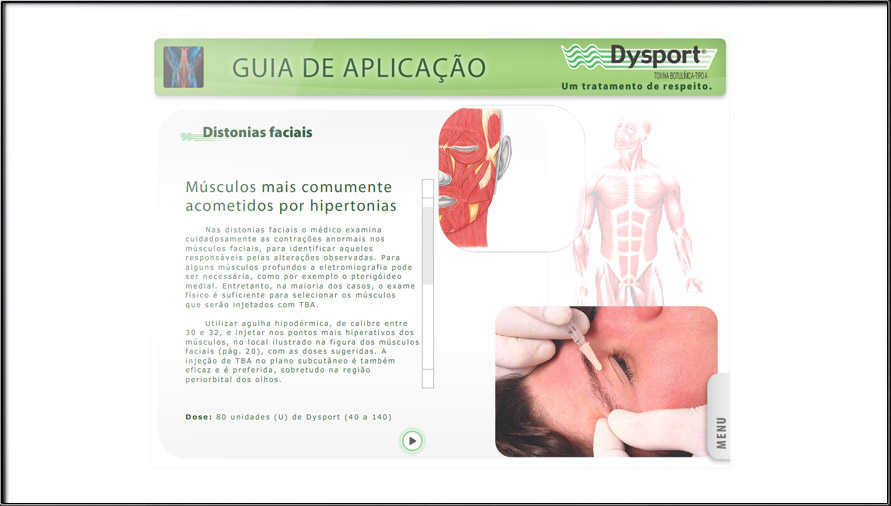 GUIA DE APLICAÇÃO
Dysport®
TOXINA BOTULÍNICA-TIPO A
Um tratamento de respeito.
Distonias faciais
Músculos mais comumente
acometidos por hipertonias
Nas distonias faciais o médico examina
cuidadosamente as contrações anormais nos
músculos faciais, para identificar aqueles
responsáveis pelas alterações observadas. Para
alguns músculos profundos a eletromiografia pode
ser necessária, como por exemplo o pterigóideo
medial. Entretanto, na maioria dos casos, o exame
físico é suficiente para selecionar os músculos
que serão injetados com TBA.
Utilizar agulha hipodérmica, de calibre entre
30 e 32, e injetar nos pontos mais hiperativos dos
músculos, no local ilustrado na figura dos músculos
faciais (pág. 20), com as doses sugeridas. A
injeção de TBA no plano subcutâneo é também
eficaz e é preferida, sobretudo na região
periorbital dos olhos.
Dose: 80 unidades (U) de Dysport (40 a 140)
MENU